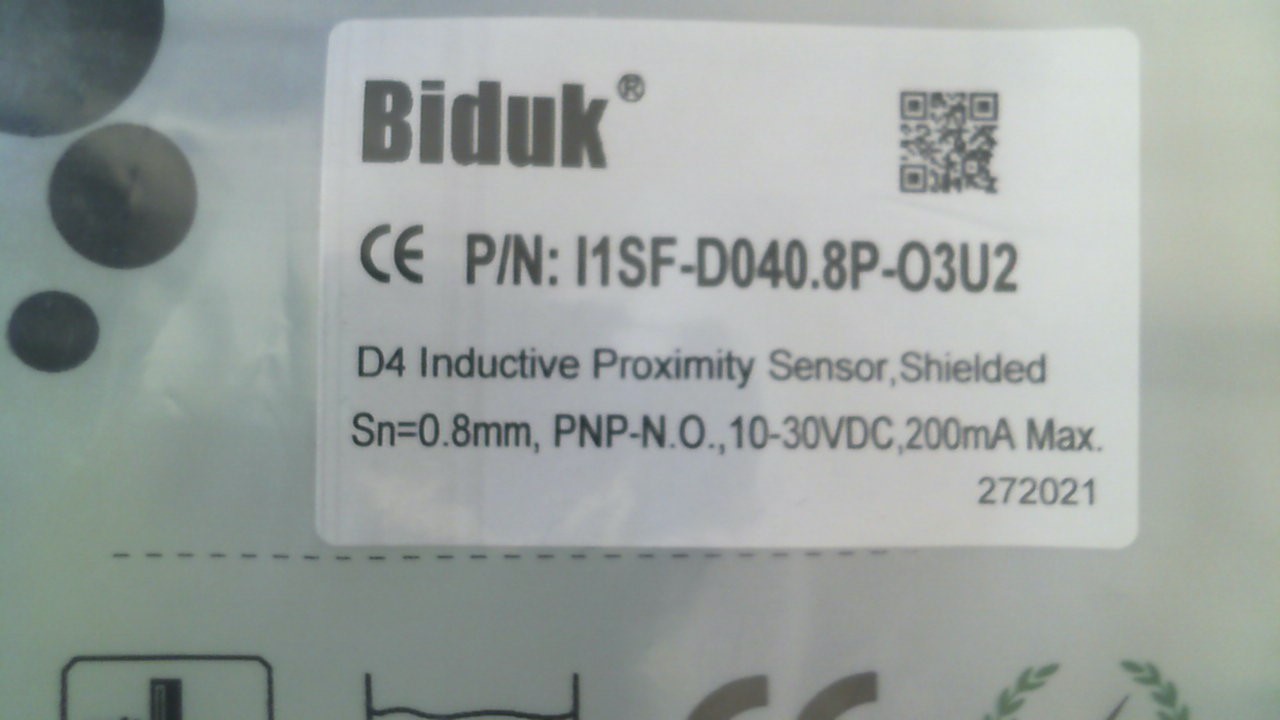 Biduk®
CE P/N: I1SF-D040.8P-O3U2
D4 Inductive Proximity Sensor,Shielded
Sn=0.8mm, PNP-N.O.,10-30VDC,200mA Max.
272021